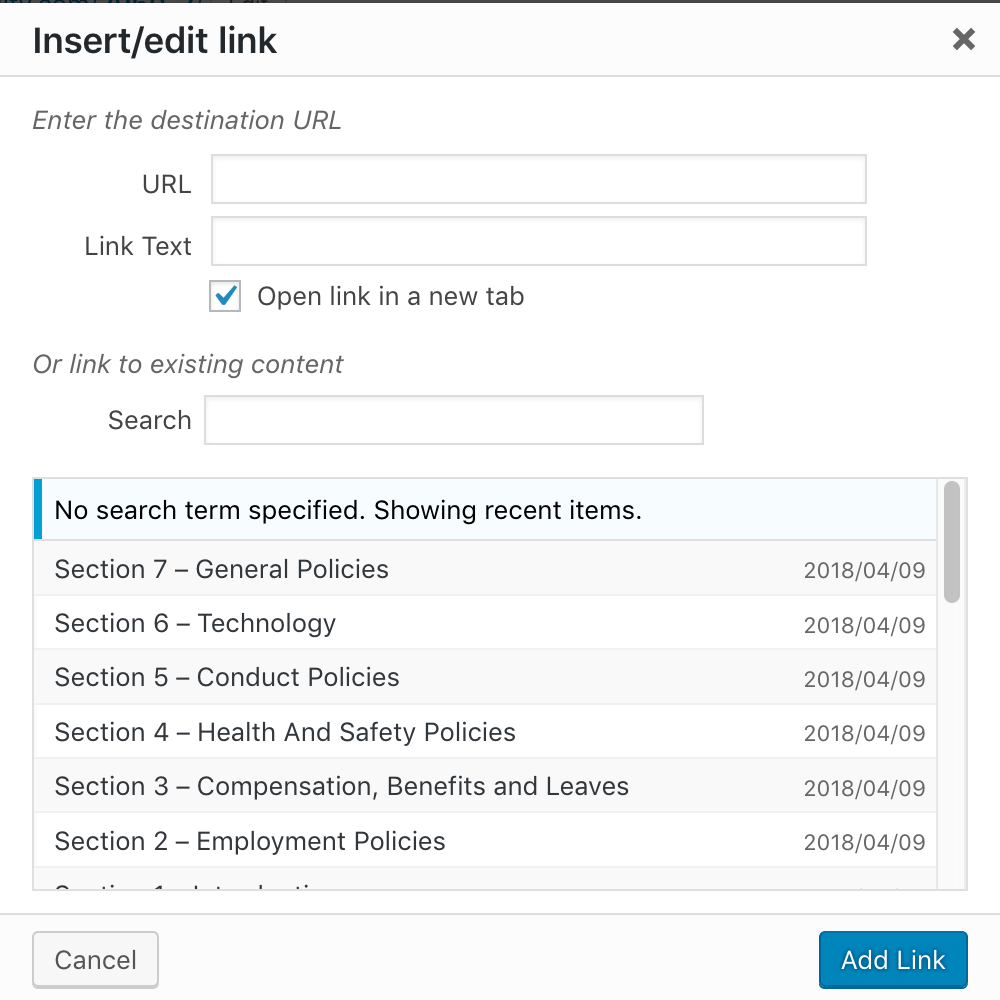 Insert/edit link
Enter the destination URL
URL
Link Text
Open link in a new tab
Or link to existing content
Search
No search term specified. Showing recent items.
Section 7 – General Policies 2018/04/09
Section 6 – Technology 2018/04/09
Section 5 – Conduct Policies 2018/04/09
Section 4 – Health And Safety Policies 2018/04/09
Section 3 – Compensation, Benefits and Leaves 2018/04/09
Section 2 – Employment Policies 2018/04/09
Cancel
Add Link